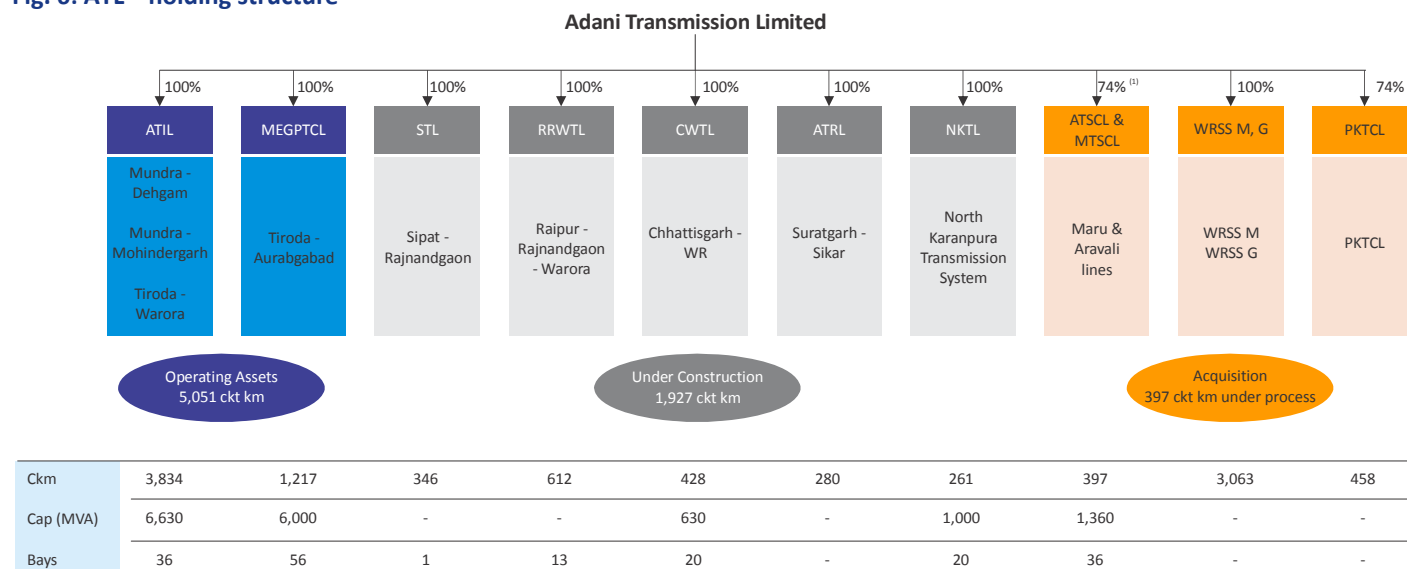 Adani Transmission Limited
100% 100% 100% 100% 100% 100% 100% 74% (1) 100% 74%
ATIL
MEGPTCL
STL
RRWTL
CWTL
ATRL
NKTL
ATSCL &
MTSCL
WRSS M, G
PKTCL
Mundra -
Dehgam
Mundra -
Mohindergarh
Tiroda -
Warora
Tiroda -
Aurabgabad
Sipat -
Rajnandgaon
Raipur -
Rajnandgaon
- Warora
Chhattisgarh -
WR
Suratgarh -
Sikar
North
Karanpura
Transmission
System
Maru &
Aravali
lines
WRSS M
WRSS G
PKTCL
Operating Assets
5,051 ckt km
Under Construction
1,927 ckt km
Acquisition
397 ckt km under process
Ckm 3,834 1,217 346 612 428 280 261 397 3,063 458
Cap (MVA) 6,630 6,000 - - 630 - 1,000 1,360 - -
Bays 36 56 1 13 20 - 20 36 - -